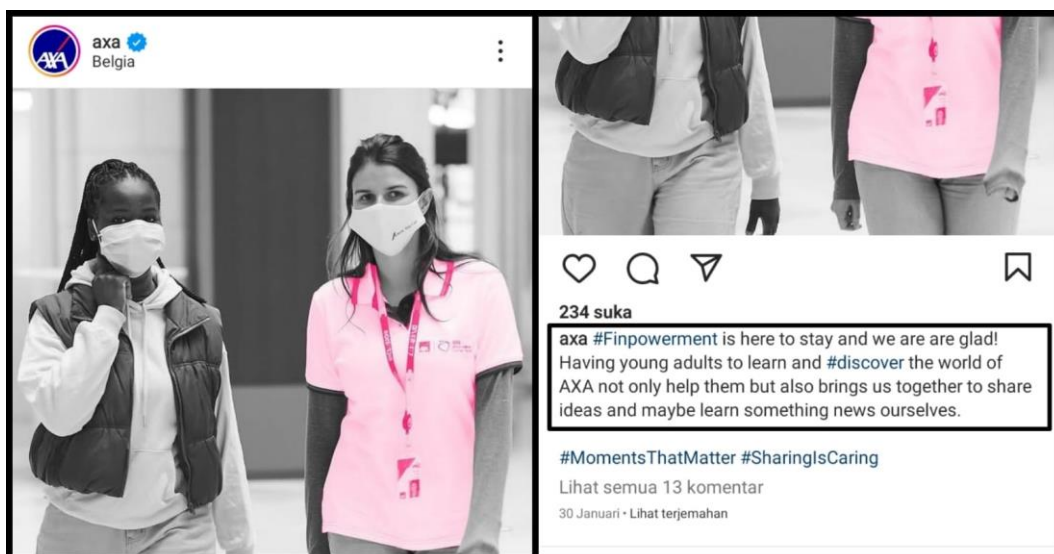 AXA
axa
Belgia
234 suka
axa #Finpowerment is here to stay and we are are glad!
Having young adults to learn and #discover the world of
AXA not only help them but also brings us together to share
ideas and maybe learn something news ourselves.
#MomentsThatMatter #SharingIsCaring
Lihat semua 13 komentar
30 Januari • Lihat terjemahan